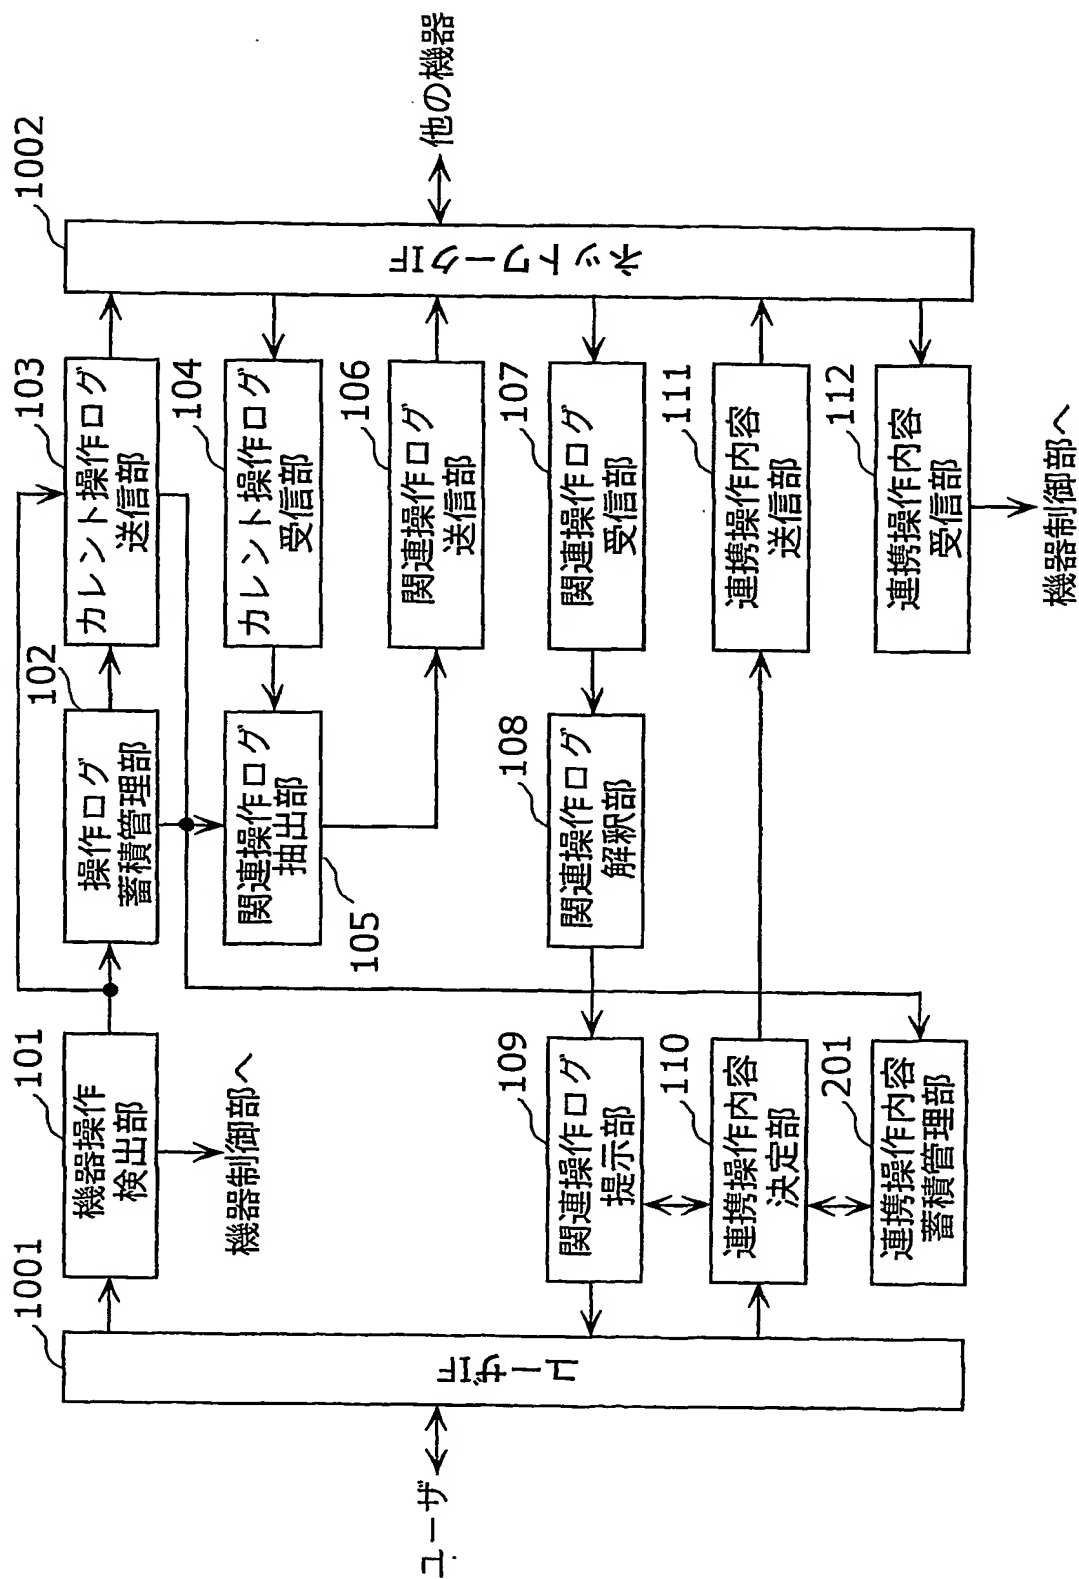 1001
ユーザIF
ユーザ
101
機器操作
検出部
機器制御部へ
102
操作ログ
蓄積管理部
103
カレント操作ログ
送信部
1002
ネットワークIF
他の機器
104
カレント操作ログ
受信部
105
関連操作ログ
抽出部
106
関連操作ログ
送信部
107
関連操作ログ
受信部
108
関連操作ログ
解釈部
109
関連操作ログ
提示部
110
連携操作内容
決定部
111
連携操作内容
送信部
201
連携操作内容
蓄積管理部
112
連携操作内容
受信部
機器制御部へ